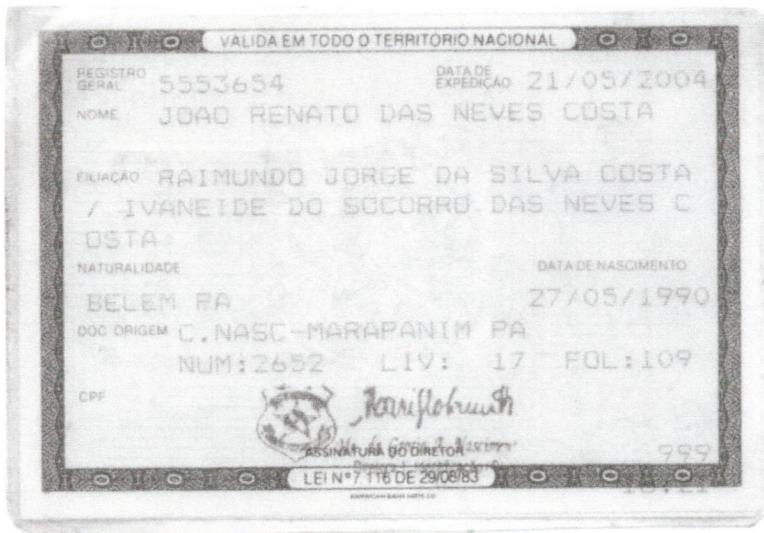 VÁLIDA EM TODO O TERRITÓRIO NACIONAL
REGISTRO GERAL 5553654 DATA DE EXPEDIÇÃO 21/05/2004
NOME JOAO RENATO DAS NEVES COSTA
FILIAÇÃO RAIMUNDO JORGE DA SILVA COSTA
/ IVANEIDE DO SOCORRO DAS NEVES C
OSTA
NATURALIDADE DATA DE NASCIMENTO
BELEM PA 27/05/1990
DOC ORIGEM C.NASC-MARAPANIM PA
NUM:2652 LIV: 17 FOL:109
CPF
ASSINATURA DO DIRETOR 999
LEI Nº 7.116 DE 29/08/83